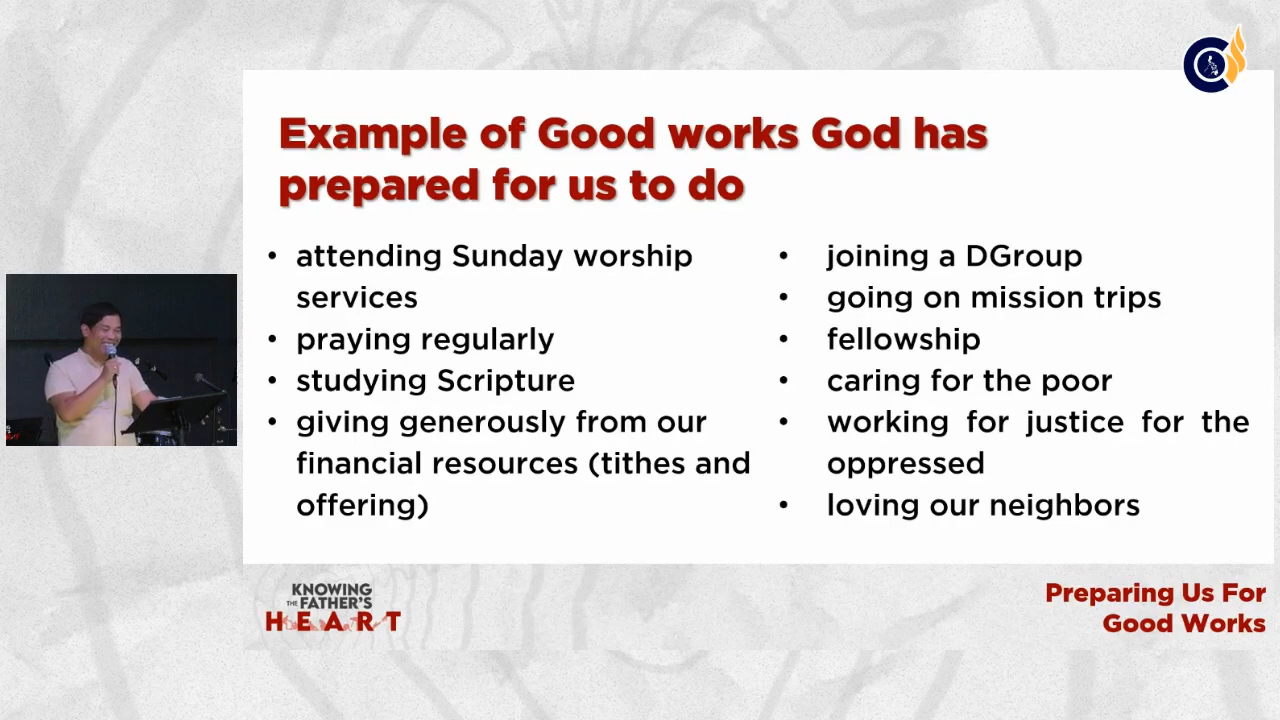 Example of Good works God has
prepared for us to do
• attending Sunday worship
services
• praying regularly
• studying Scripture
• giving generously from our
financial resources (tithes and
offering)
• joining a DGroup
• going on mission trips
• fellowship
• caring for the poor
• working for justice for the
oppressed
• loving our neighbors
KNOWING
THE FATHER'S
HEART
Preparing Us For
Good Works